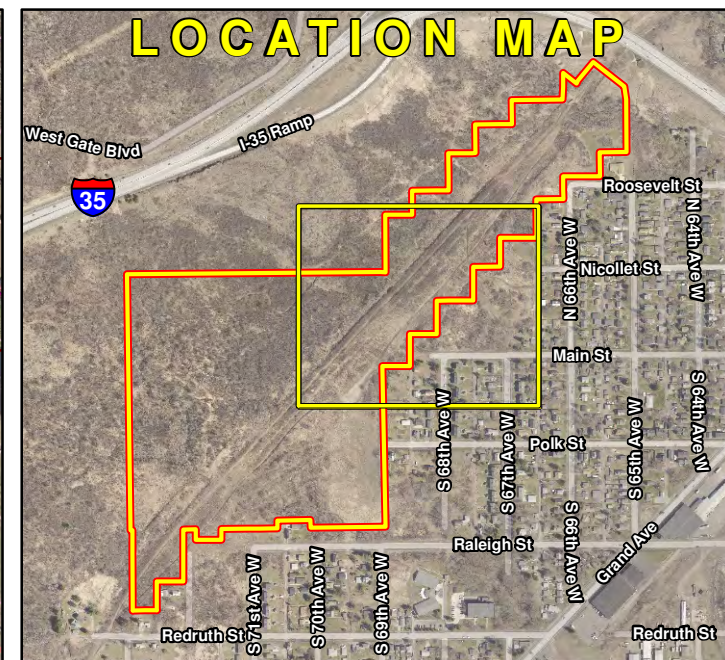 LOCATION MAP
West Gate Blvd
I-35 Ramp
35
Roosevelt St
N 64th Ave W
N 66th Ave W
Nicollet St
Main St
S 64th Ave W
S 68th Ave W
S 67th Ave W
S 65th Ave W
Polk St
S 66th Ave W
Grand Ave
Raleigh St
S 71st Ave W
S 70th Ave W
S 69th Ave W
Redruth St
Redruth St